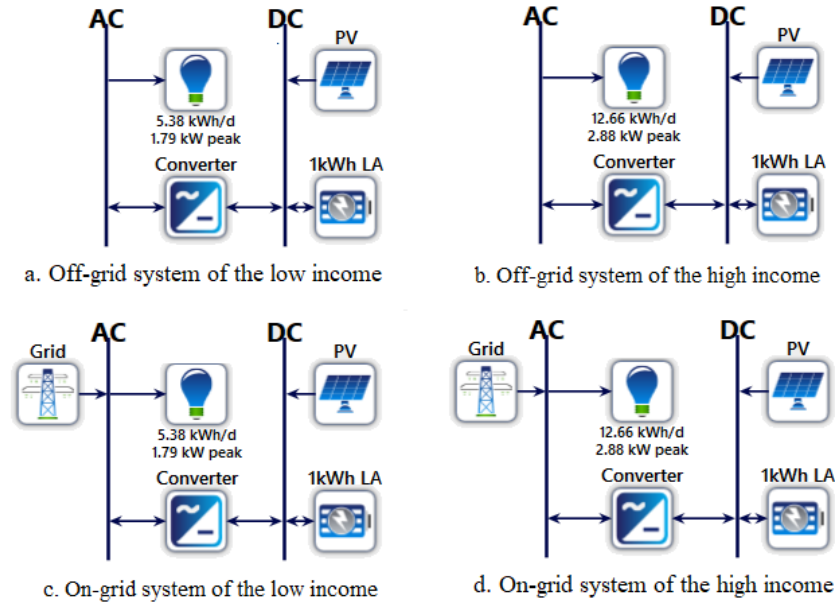 AC DC
PV
5.38 kWh/d
1.79 kW peak
Converter 1kWh LA
a. Off-grid system of the low income
AC DC
PV
12.66 kWh/d
2.88 kW peak
Converter 1kWh LA
b. Off-grid system of the high income
AC DC
Grid PV
5.38 kWh/d
1.79 kW peak
Converter 1kWh LA
c. On-grid system of the low income
AC DC
Grid PV
12.66 kWh/d
2.88 kW peak
Converter 1kWh LA
d. On-grid system of the high income